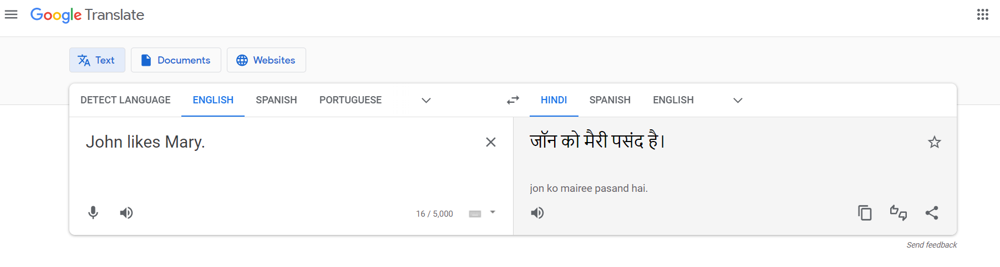 Google Translate
Text Documents Websites
DETECT LANGUAGE ENGLISH SPANISH PORTUGUESE HINDI SPANISH ENGLISH
John likes Mary.
जॉन को मैरी पसंद है।
jon ko mairee pasand hai.
16 / 5,000
Send feedback